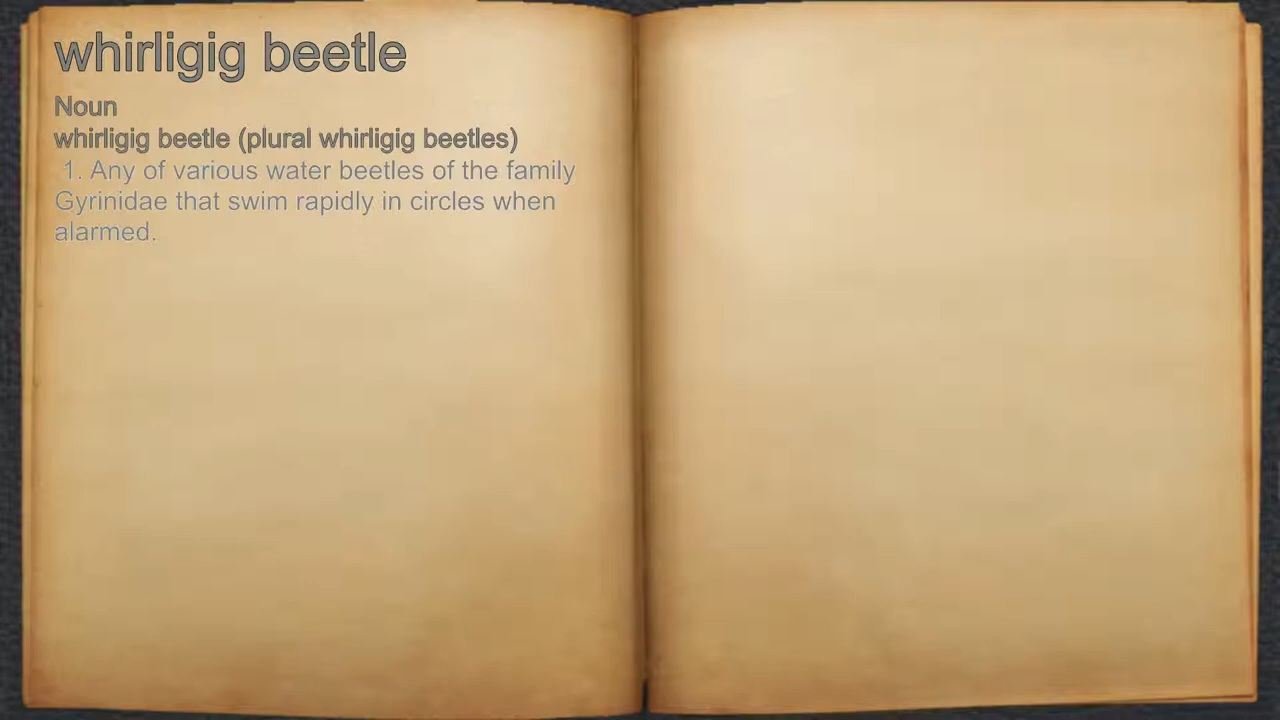 whirligig beetle
Noun
whirligig beetle (plural whirligig beetles)
1. Any of various water beetles of the family
Gyrinidae that swim rapidly in circles when
alarmed.